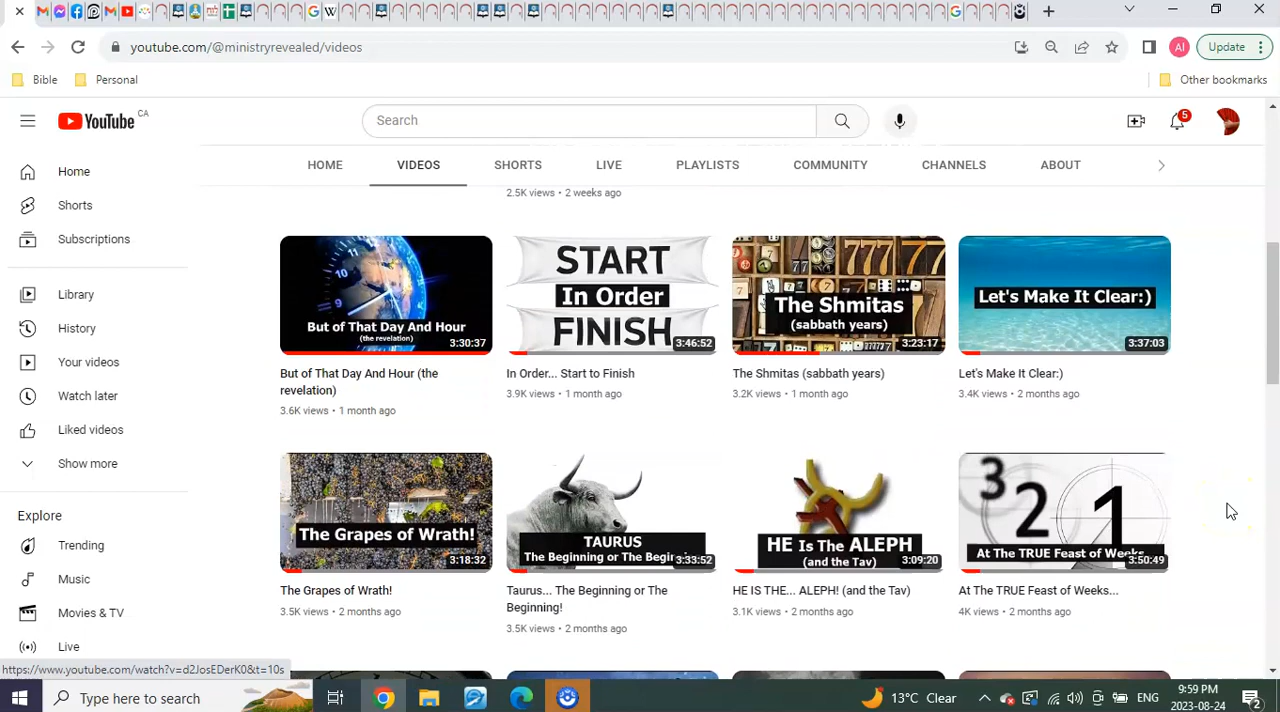 youtube.com/@ministryrevealed/videos
AI
Update
Bible
Personal
Other bookmarks
YouTube CA
Search
5
HOME
VIDEOS
SHORTS
LIVE
PLAYLISTS
COMMUNITY
CHANNELS
ABOUT
Home
Shorts
Subscriptions
Library
History
Your videos
Watch later
Liked videos
Show more
Explore
Trending
Music
Movies & TV
Live
2.5K views • 2 weeks ago
10
11
9
But of That Day And Hour
(the revelation)
3:30:37
But of That Day And Hour (the
revelation)
3.6K views • 1 month ago
START
In Order
FINISH
3:46:52
In Order... Start to Finish
3.9K views • 1 month ago
777
The Shmitas
(sabbath years)
3:23:17
The Shmitas (sabbath years)
3.2K views • 1 month ago
Let's Make It Clear:)
3:37:03
Let's Make It Clear:)
3.4K views • 2 months ago
The Grapes of Wrath!
3:18:32
The Grapes of Wrath!
3.5K views • 2 months ago
TAURUS
The Beginning or The Begin
3:33:52
Taurus... The Beginning or The
Beginning!
3.5K views • 2 months ago
HE Is The ALEPH
(and the Tav)
3:09:20
HE IS THE... ALEPH! (and the Tav)
3.1K views • 2 months ago
3 2 1
At The TRUE Feast of Weeks...
3:50:49
At The TRUE Feast of Weeks...
4K views • 2 months ago
https://www.youtube.com/watch?v=d2JosEDerK0&t=10s
Type here to search
13°C Clear
ENG
9:59 PM
2023-08-24
2